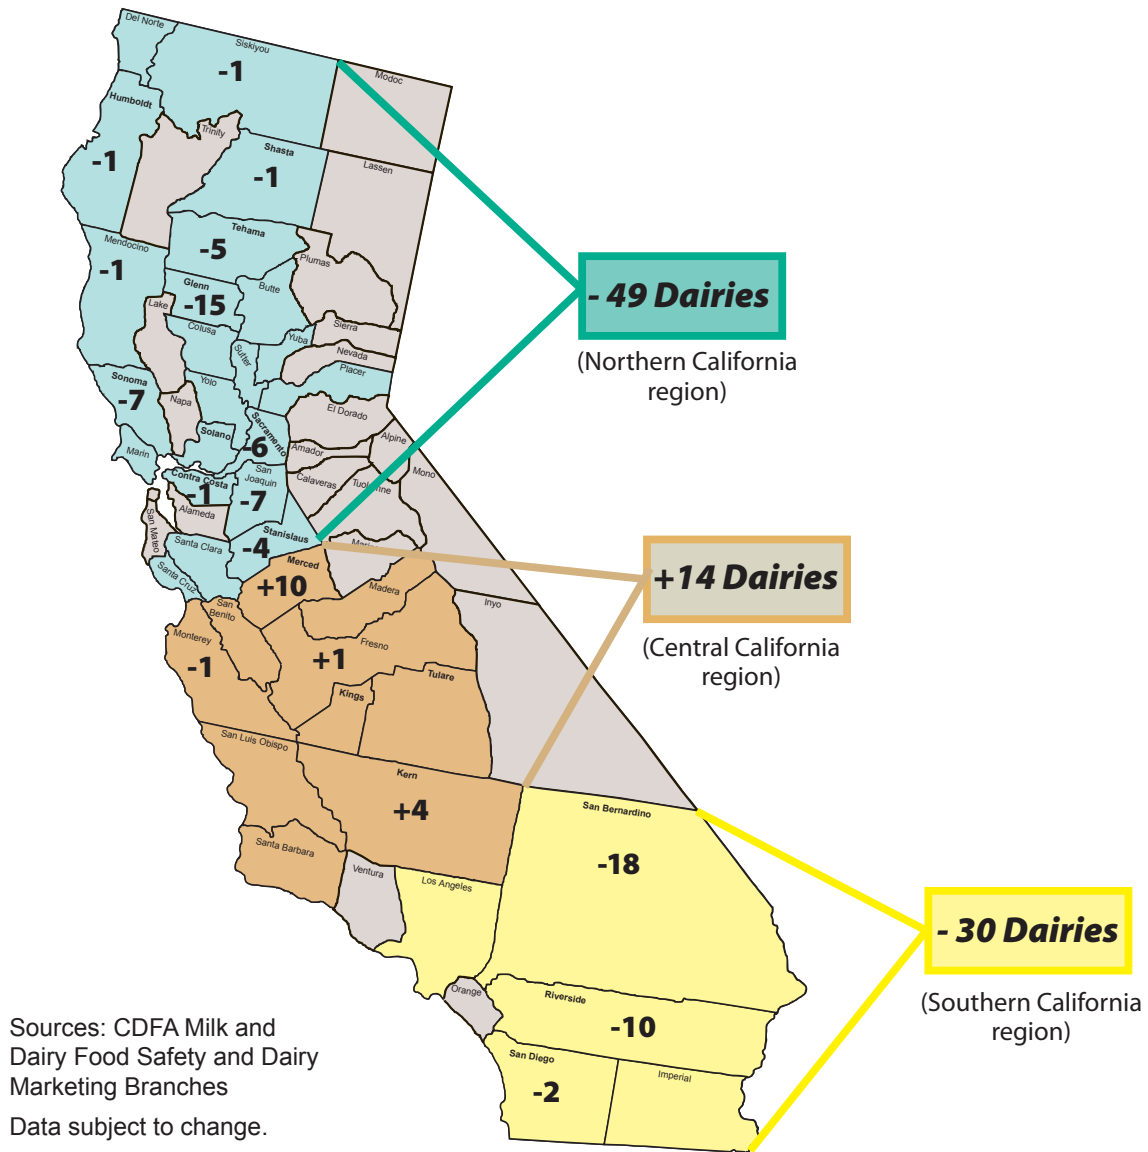 Del Norte
Siskiyou
-1
Modoc
Humboldt
-1
Trinity
Shasta
-1
Lassen
Tehama
-5
Mendocino
-1
Plumas
Glenn
-15
Butte
Lake
Colusa
Sierra
Yuba
Sutter
Nevada
Placer
Sonoma
-7
Yolo
Napa
El Dorado
Solano
Sacramento
-6
Alpine
Marin
Amador
Mono
Contra Costa
-1
San
Joaquin
-7
Calaveras
Alameda
San Mateo
Stanislaus
-4
Santa Clara
Santa Cruz
Merced
+10
Madera
San
Benito
Inyo
Monterey
-1
Fresno
+1
Tulare
Kings
San Luis Obispo
Kern
+4
Santa Barbara
Ventura
Los Angeles
San Bernardino
-18
Orange
Riverside
-10
San Diego
-2
Imperial
- 49 Dairies
(Northern California
region)
+14 Dairies
(Central California
region)
- 30 Dairies
(Southern California
region)
Sources: CDFA Milk and
Dairy Food Safety and Dairy
Marketing Branches
Data subject to change.